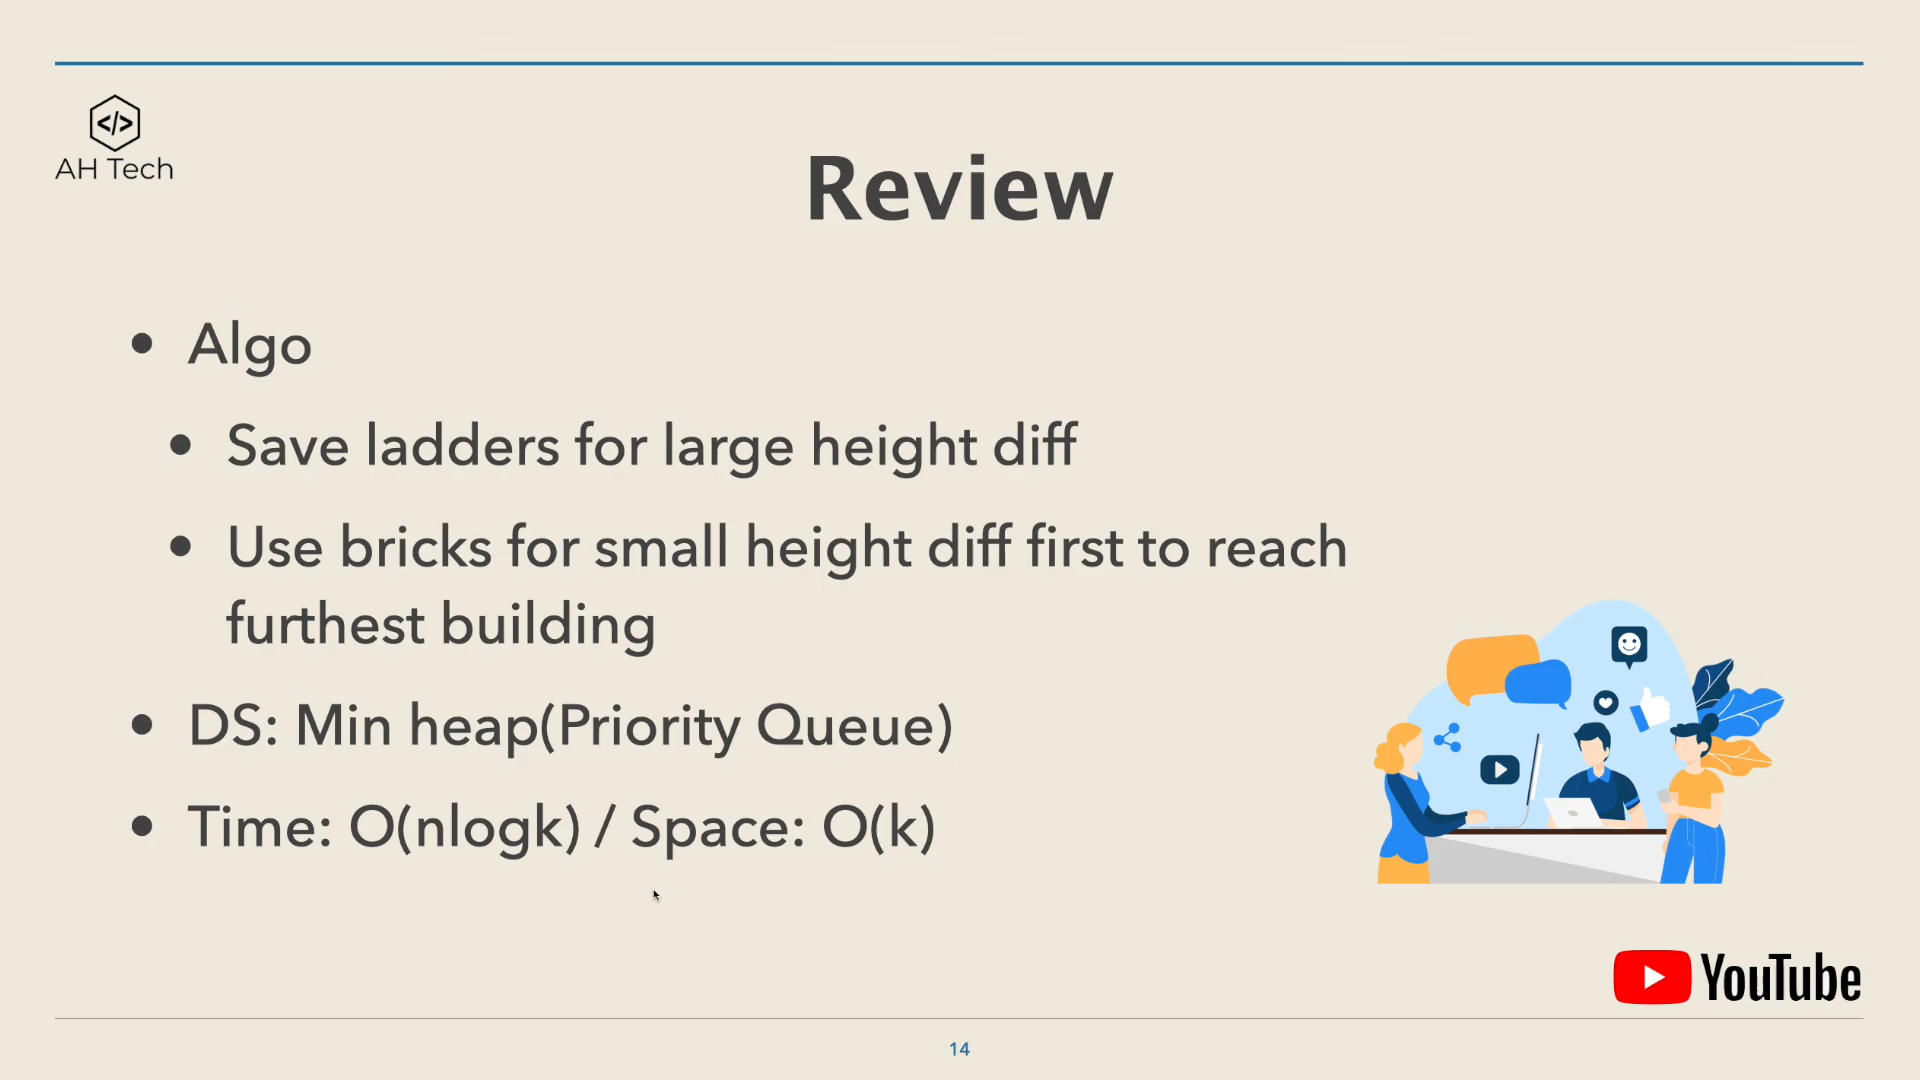 </>
AH Tech
Review
• Algo
• Save ladders for large height diff
• Use bricks for small height diff first to reach
furthest building
• DS: Min heap(Priority Queue)
• Time: O(nlogk) / Space: O(k)
YouTube
14